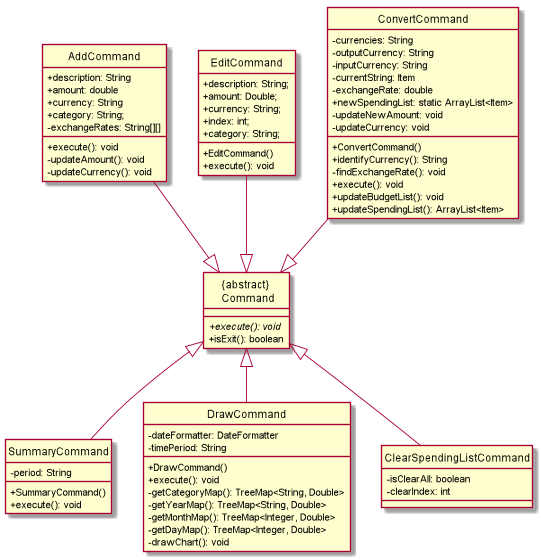 AddCommand
+description: String
+amount: double
+currency: String
+category: String;
-exchangeRates: String[][]
+execute(): void
-updateAmount(): void
-updateCurrency(): void
EditCommand
+description: String;
+amount: Double;
+currency: String;
+index: int;
+category: String;
+EditCommand()
+execute(): void
ConvertCommand
-currencies: String
-outputCurrency: String
-inputCurrency: String
-currentString: Item
-exchangeRate: double
+newSpendingList: static ArrayList<Item>
-updateNewAmount: void
-updateCurrency: void
+ConvertCommand()
+identifyCurrency(): String
-findExchangeRate(): void
+execute(): void
+updateBudgetList(): void
+updateSpendingList(): ArrayList<Item>
{abstract}
Command
+execute(): void
+isExit(): boolean
SummaryCommand
-period: String
+SummaryCommand()
+execute(): void
DrawCommand
-dateFormatter: DateFormatter
-timePeriod: String
+DrawCommand()
+execute(): void
-getCategoryMap(): TreeMap<String, Double>
-getYearMap(): TreeMap<String, Double>
-getMonthMap(): TreeMap<Integer, Double>
-getDayMap(): TreeMap<Integer, Double>
-drawChart(): void
ClearSpendingListCommand
-isClearAll: boolean
-clearIndex: int